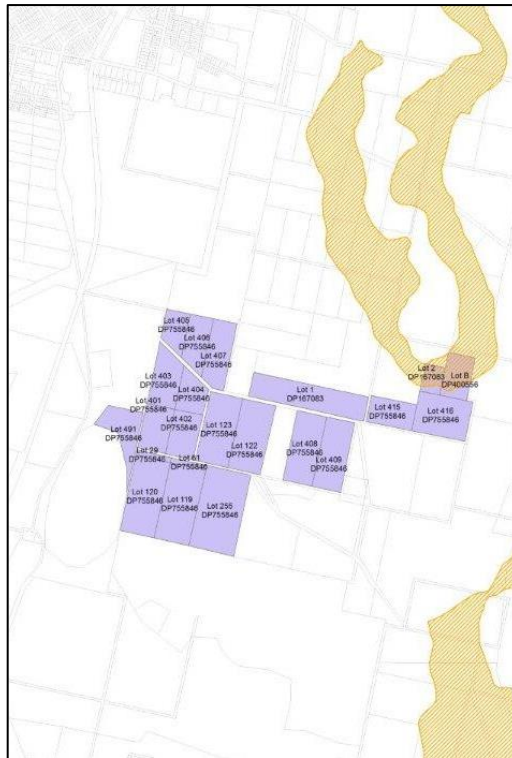 Lot 405
DP755846
Lot 406
DP755846
Lot 407
DP755846
Lot 403
DP755846
Lot 404
DP755846
Lot 401
DP755846
Lot 402
DP755846
Lot 491
DP755846
Lot 29
DP755846
Lot 61
DP755846
Lot 123
DP755846
Lot 122
DP755846
Lot 120
DP755846
Lot 119
DP755846
Lot 255
DP755846
Lot 1
DP167083
Lot 408
DP755846
Lot 409
DP755846
Lot 415
DP755846
Lot 416
DP755846
Lot 2
DP167083
Lot B
DP400556